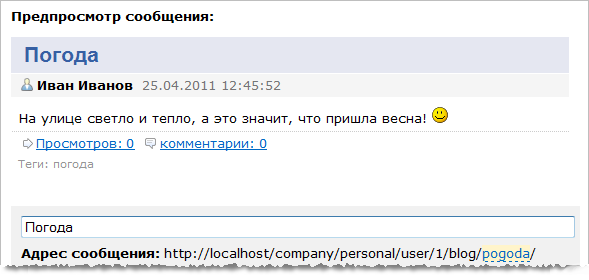 Предпросмотр сообщения:
Погода
Иван Иванов 25.04.2011 12:45:52
На улице светло и тепло, а это значит, что пришла весна!
Просмотров: 0 комментарии: 0
Теги: погода
Погода
Адрес сообщения: http://localhost/company/personal/user/1/blog/pogoda/